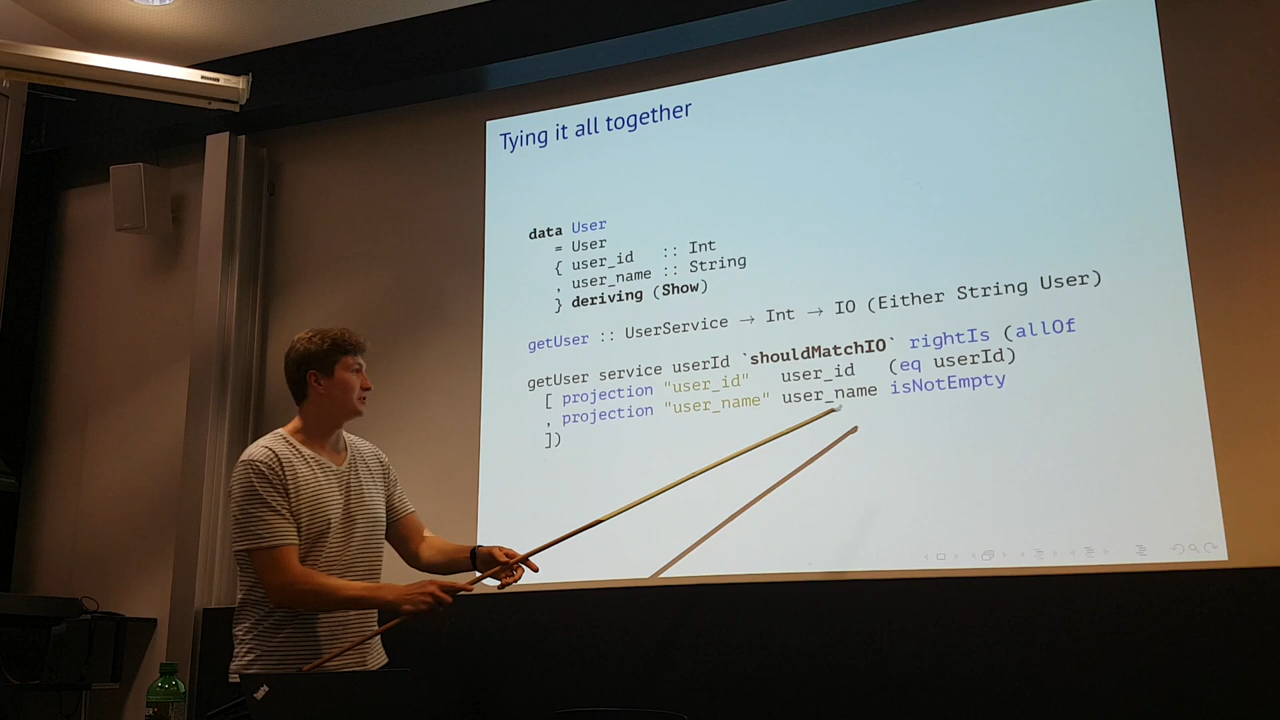 Tying it all together
data User
= User
{ user_id :: Int
, user_name :: String
} deriving (Show)
getUser :: UserService → Int → IO (Either String User)
getUser service userId `shouldMatchIO` rightIs (allOf
[ projection "user_id" user_id (eq userId)
, projection "user_name" user_name isNotEmpty
])